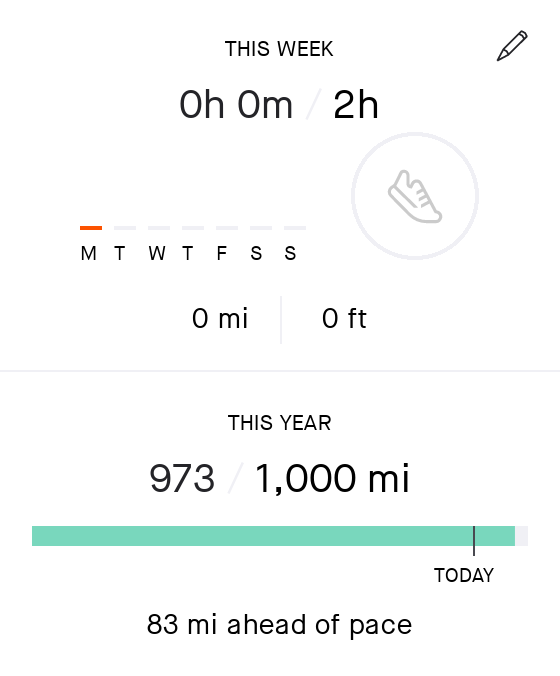 THIS WEEK
0h 0m / 2h
M T W T F S S
0 mi 0 ft
THIS YEAR
973 / 1,000 mi
TODAY
83 mi ahead of pace